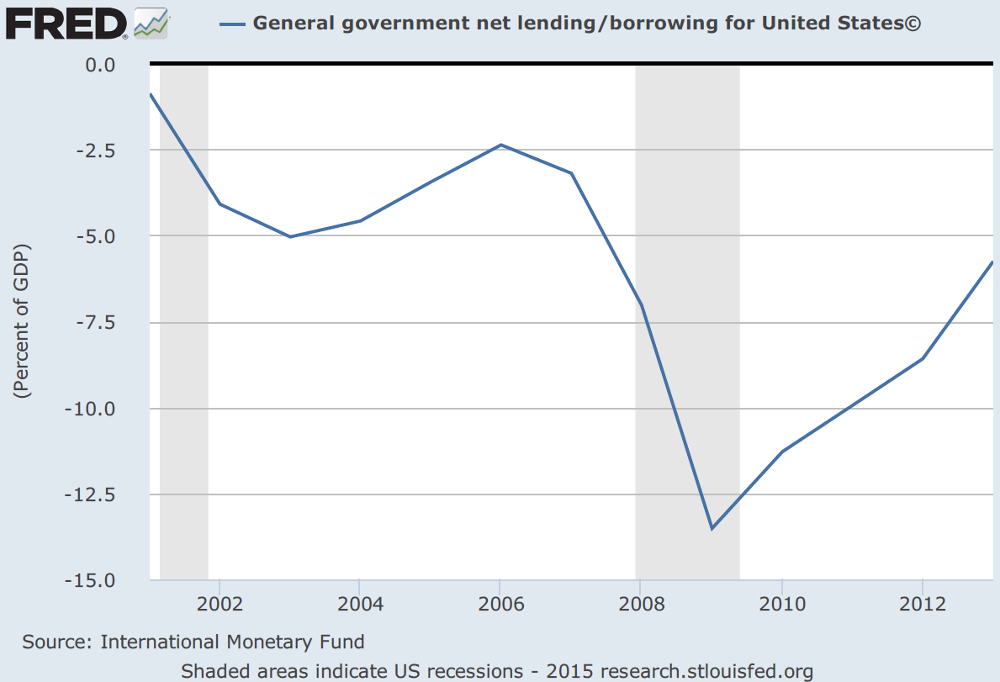 FRED®
General government net lending/borrowing for United States©
0.0
-2.5
-5.0
-7.5
-10.0
-12.5
-15.0
(Percent of GDP)
2002 2004 2006 2008 2010 2012
Source: International Monetary Fund
Shaded areas indicate US recessions - 2015 research.stlouisfed.org